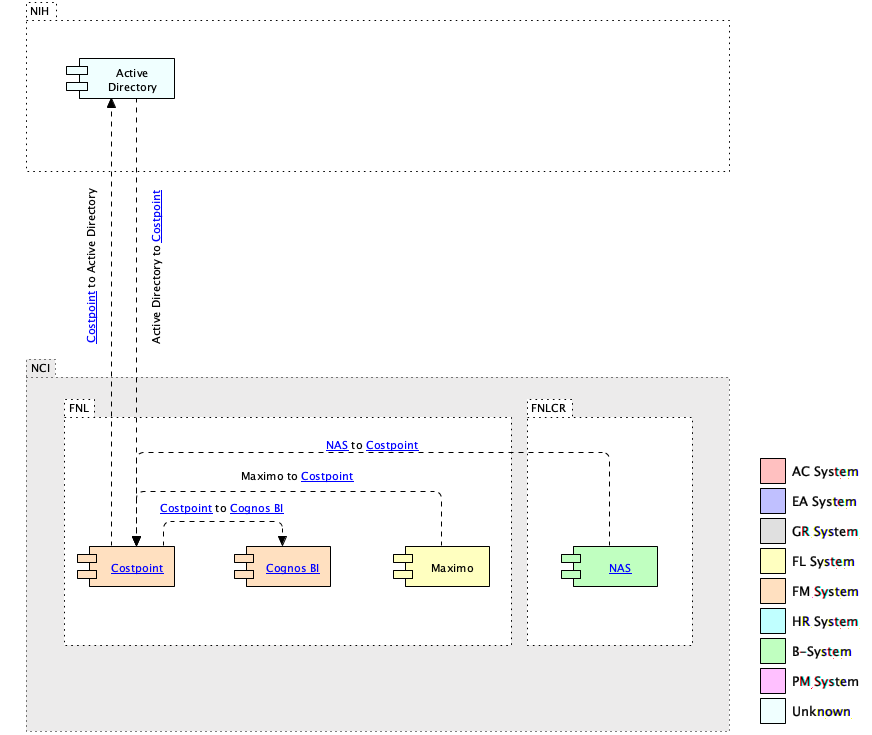 NIH
Active
Directory
Costpoint to Active Directory
Active Directory to Costpoint
NCI
FNL
FNLCR
NAS to Costpoint
Maximo to Costpoint
Costpoint to Cognos BI
Costpoint
Cognos BI
Maximo
NAS
AC System
EA System
GR System
FL System
FM System
HR System
B-System
PM System
Unknown